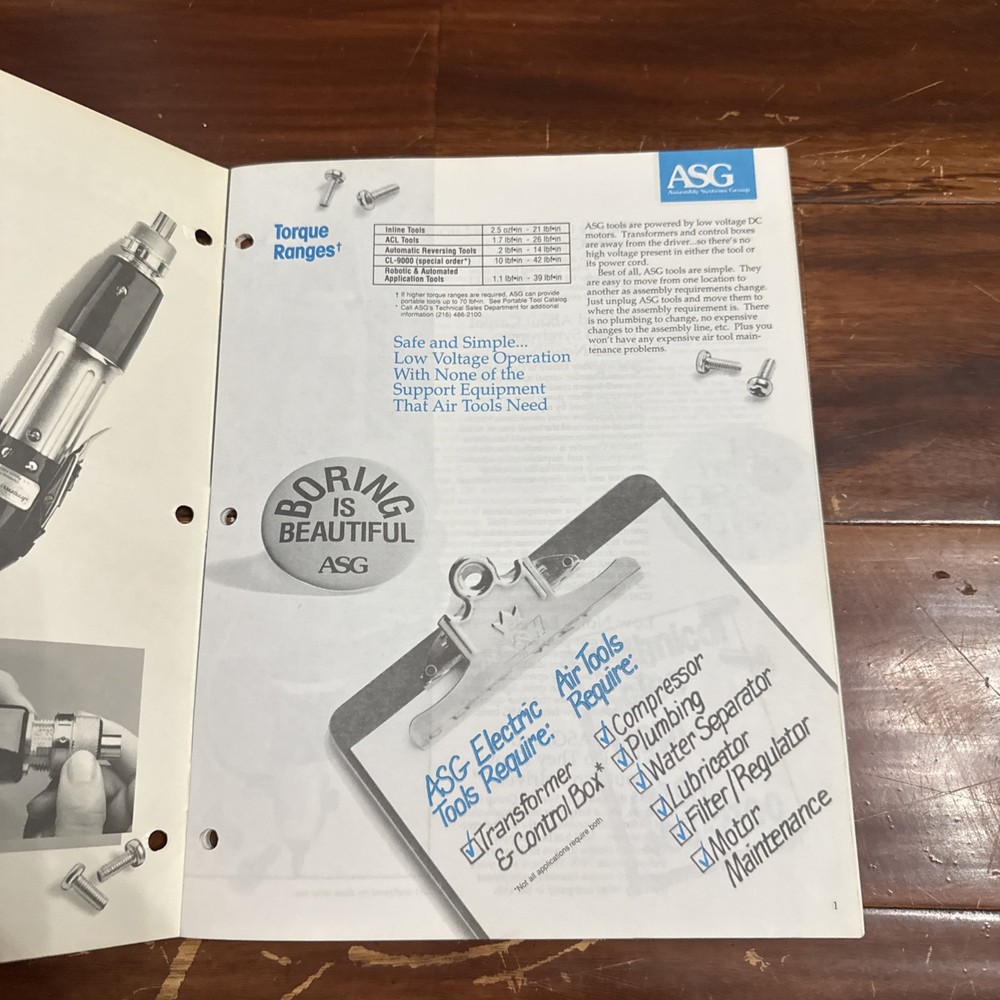 ASG
Assembly Systems Group
Torque
Ranges†
Inline Tools 2.5 ozf•in - 21 lbf•in
ACL Tools 1.7 lbf•in - 26 lbf•in
Automatic Reversing Tools .2 lbf•in - 14 lbf•in
CL-9000 (special order*) 10 lbf•in - 42 lbf•in
Robotic & Automated
Application Tools 1.1 lbf•in - 39 lbf•in
† If higher torque ranges are required, ASG can provide
portable tools up to 70 lbf•in. See Portable Tool Catalog.
* Call ASG's Technical Sales Department for additional
information (216) 486-2100.
Safe and Simple...
Low Voltage Operation
With None of the
Support Equipment
That Air Tools Need
ASG tools are powered by low voltage DC
motors. Transformers and control boxes
are away from the driver...so there's no
high voltage present in either the tool or
its power cord.
Best of all, ASG tools are simple. They
are easy to move from one location to
another as assembly requirements change.
Just unplug ASG tools and move them to
where the assembly requirement is. There
is no plumbing to change, no expensive
changes to the assembly line, etc. Plus you
won't have any expensive air tool main-
tenance problems.
BORING
IS
BEAUTIFUL
ASG
ASG Electric
Tools Require:
Transformer
& Control Box*
*Not all applications require both
Air Tools
Require:
Compressor
Plumbing
Water Separator
Lubricator
Filter/Regulator
Motor
Maintenance
1